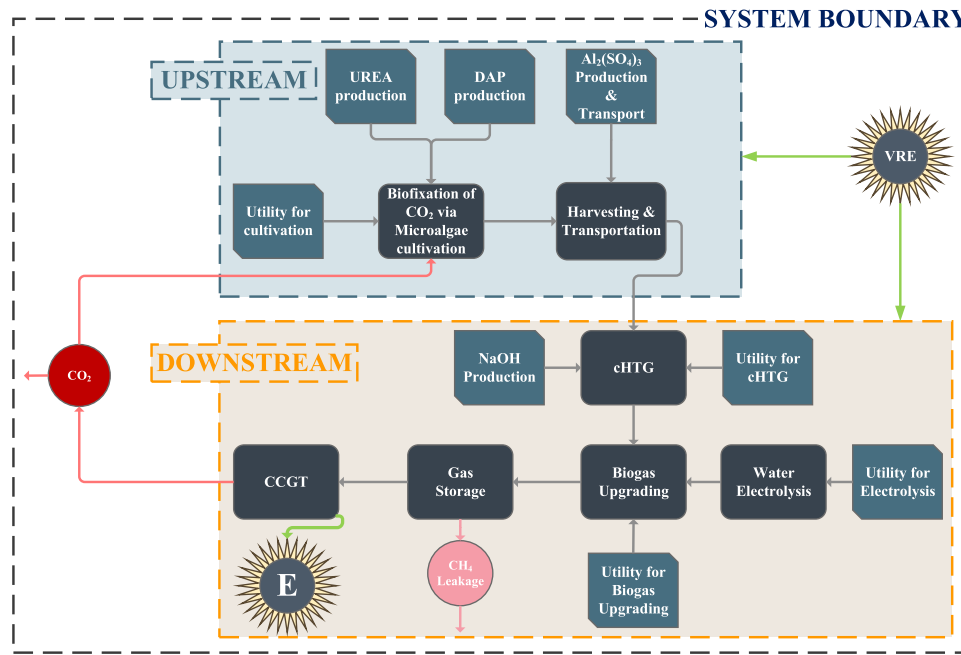 SYSTEM BOUNDARY
UPSTREAM
UREA
production
DAP
production
Al₂(SO₄)₃
Production
&
Transport
VRE
Utility for
cultivation
Biofixation of
CO₂ via
Microalgae
cultivation
Harvesting &
Transportation
DOWNSTREAM
NaOH
Production
cHTG
Utility for
cHTG
CO₂
CCGT
Gas
Storage
Biogas
Upgrading
Water
Electrolysis
Utility for
Electrolysis
E
CH₄
Leakage
Utility for
Biogas
Upgrading